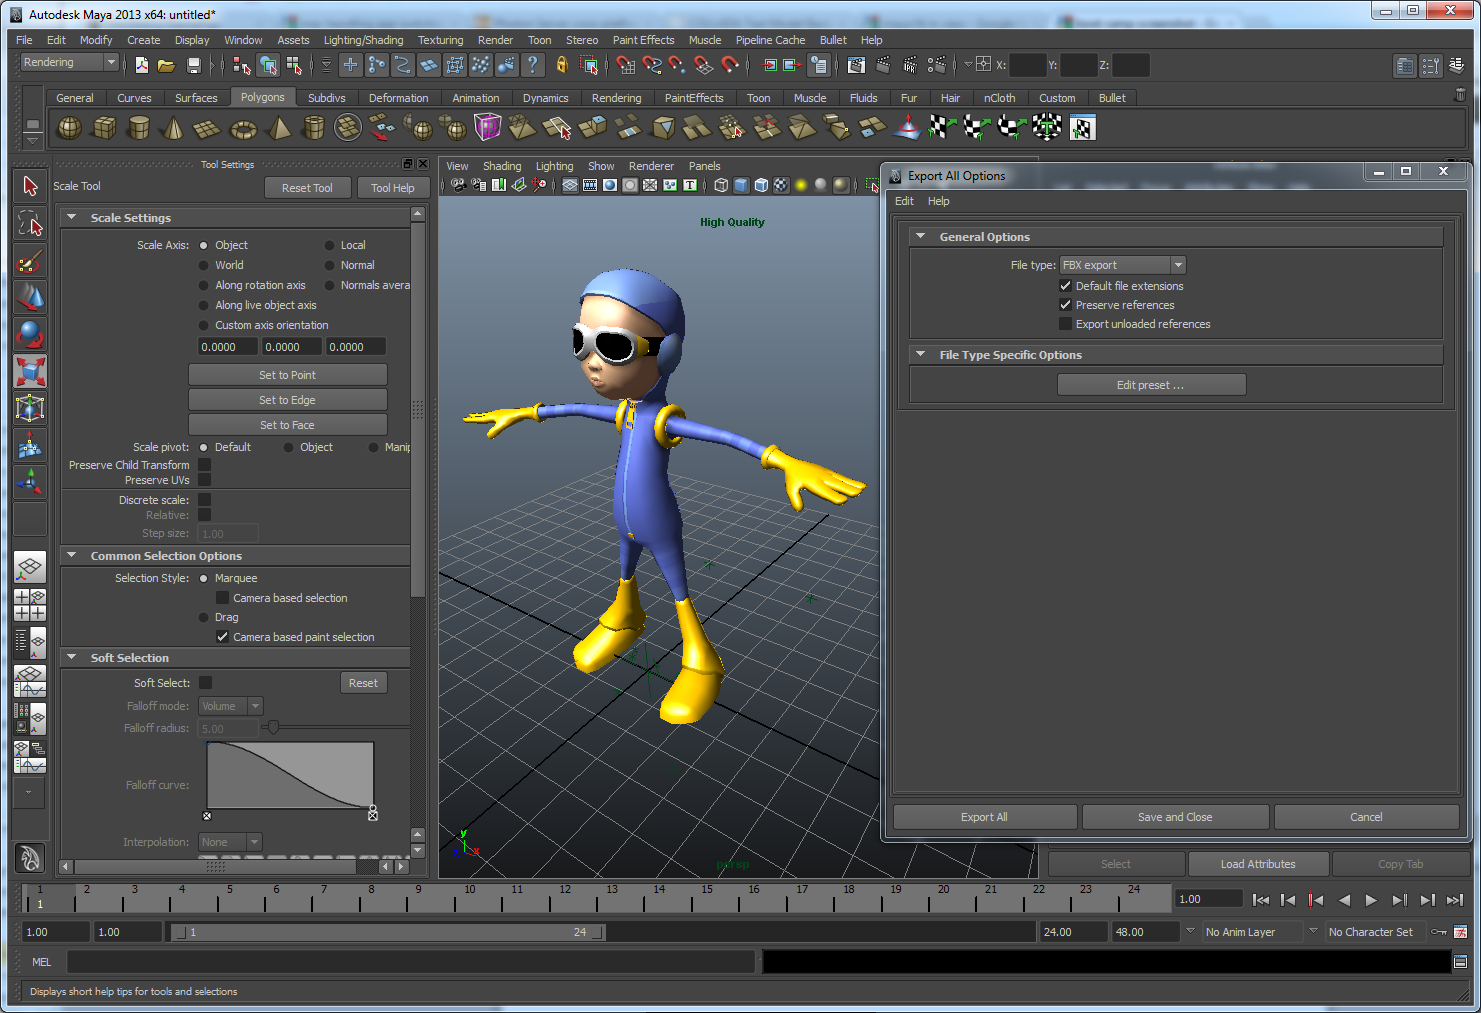 Autodesk Maya 2013 x64: untitled*
File Edit Modify Create Display Window Assets Lighting/Shading Texturing Render Toon Stereo Paint Effects Muscle Pipeline Cache Bullet Help
Rendering X: Y: Z:
General Curves Surfaces Polygons Subdivs Deformation Animation Dynamics Rendering PaintEffects Toon Muscle Fluids Fur Hair nCloth Custom Bullet
Tool Settings
Scale Tool Reset Tool Tool Help
Scale Settings
Scale Axis: Object Local
World Normal
Along rotation axis Normals avera
Along live object axis
Custom axis orientation
0.0000 0.0000 0.0000
Set to Point
Set to Edge
Set to Face
Scale pivot: Default Object Manip
Preserve Child Transform
Preserve UVs
Discrete scale:
Relative:
Step size: 1.00
Common Selection Options
Selection Style: Marquee
Camera based selection
Drag
Camera based paint selection
Soft Selection
Soft Select: Reset
Falloff mode: Volume
Falloff radius: 5.00
Falloff curve:
Interpolation: None
View Shading Lighting Show Renderer Panels
High Quality
y
z x
persp
Export All Options
Edit Help
General Options
File type: FBX export
Default file extensions
Preserve references
Export unloaded references
File Type Specific Options
Edit preset ...
Export All Save and Close Cancel
Select Load Attributes Copy Tab
1 2 3 4 5 6 7 8 9 10 11 12 13 14 15 16 17 18 19 20 21 22 23 24
1 1.00
1.00 1.00 1 24 24.00 48.00 No Anim Layer No Character Set
MEL
Displays short help tips for tools and selections